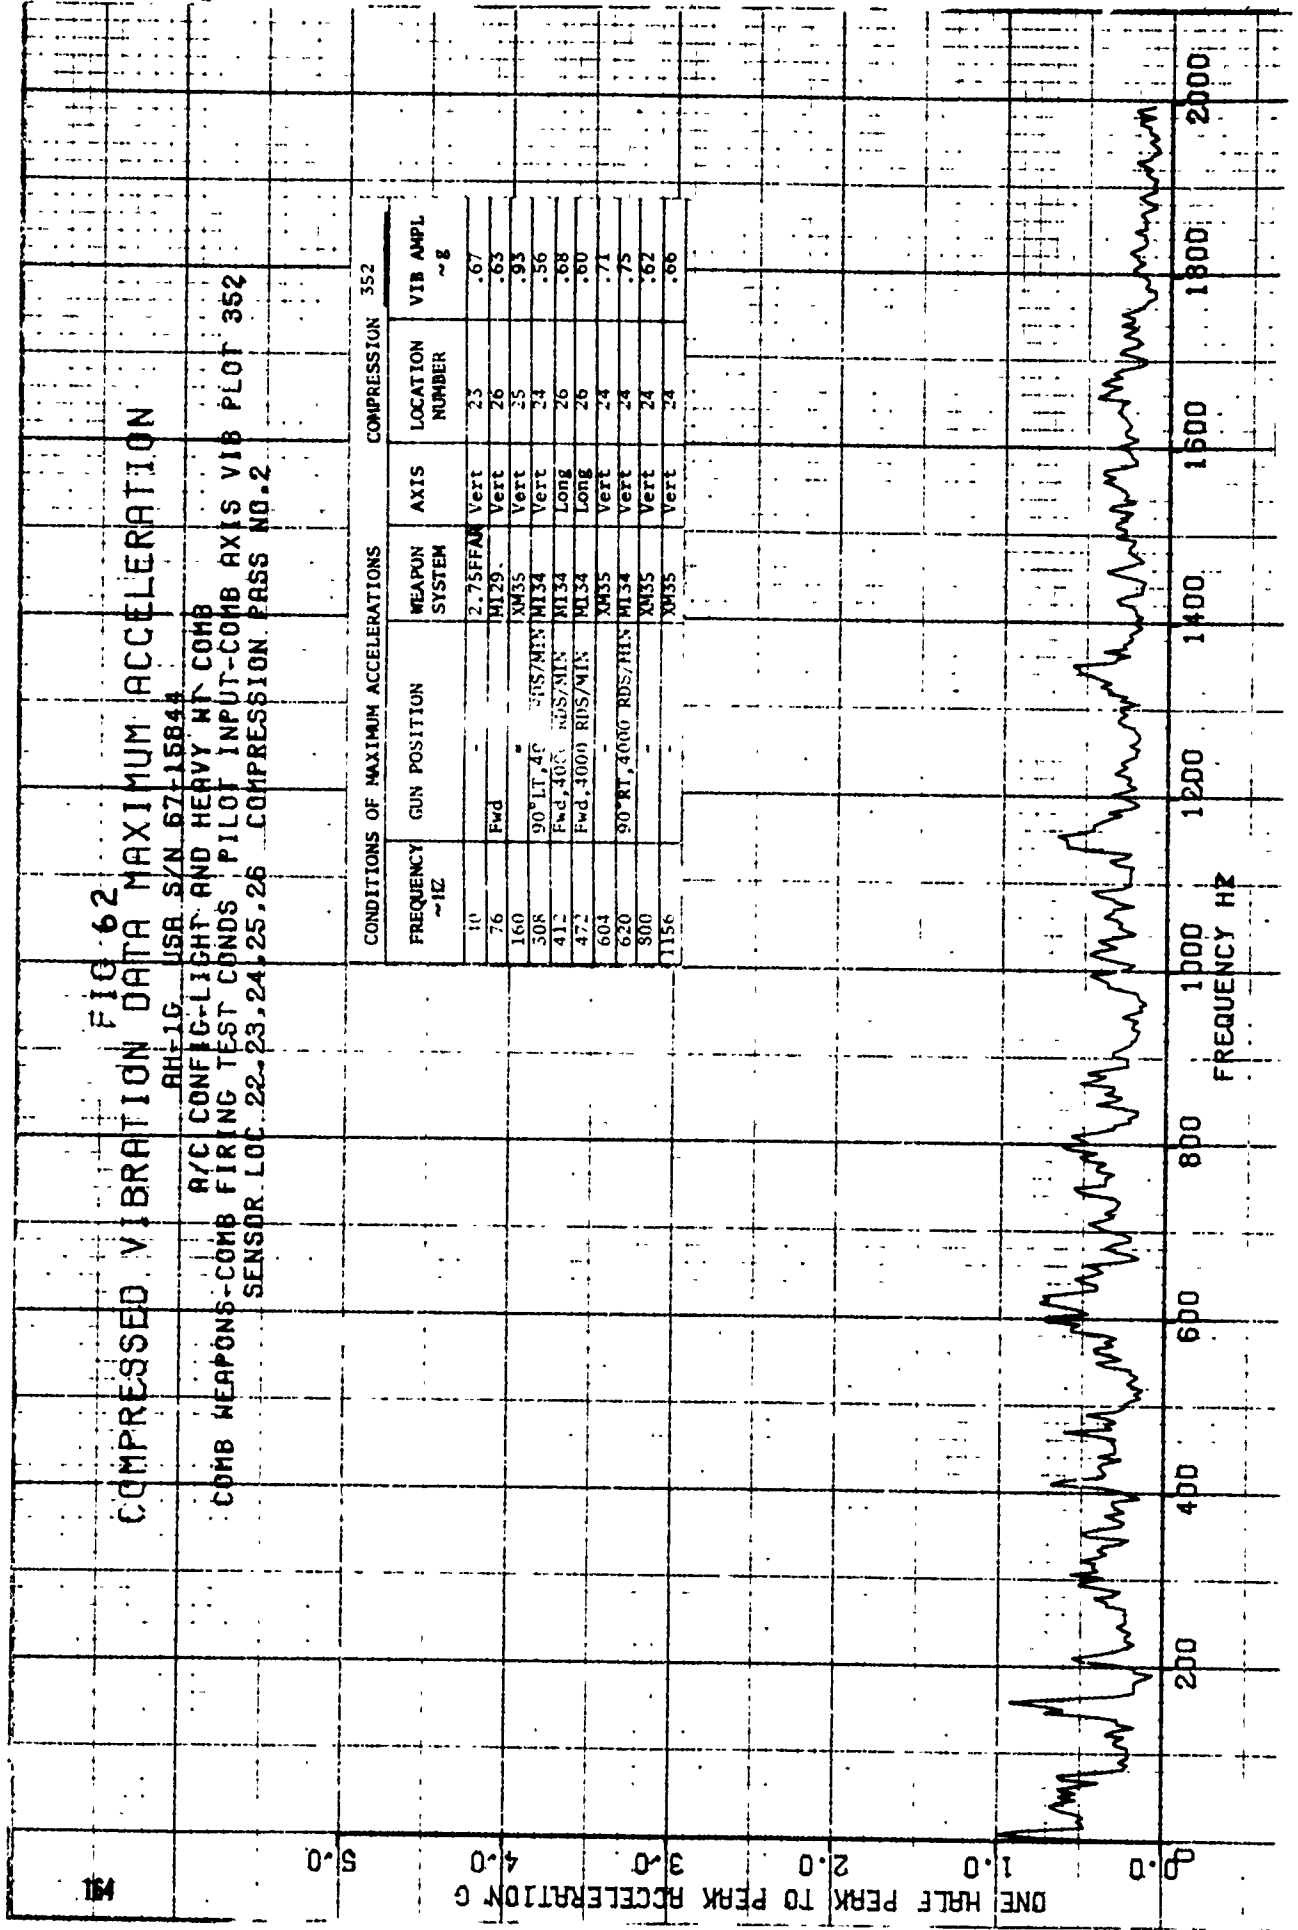 FIG 62
COMPRESSED VIBRATION DATA MAXIMUM ACCELERATION
AH-1G USA S/N 67-15844
A/C CONFIG-LIGHT AND HEAVY WT COMB
COMB WEAPONS-COMB FIRING TEST CONDS PILOT INPUT-COMB AXIS VIB PLOT 352
SENSOR LOC 22,23,24,25,26 COMPRESSION PASS NO.2
CONDITIONS OF MAXIMUM ACCELERATIONS COMPRESSION 352
FREQUENCY ~HZ GUN POSITION WEAPON SYSTEM AXIS LOCATION NUMBER VIB AMPL ~g
10 - 2.75FFAR Vert 23 .67
76 Fwd M129 Vert 26 .63
160 - XM35 Vert 25 .93
308 90°LT, RDS/MIN M134 Vert 24 .56
412 Fwd, RDS/MIN M134 Long 26 .68
472 Fwd,4000 RDS/MIN M134 Long 26 .60
604 - XM35 Vert 24 .71
620 90°RT,4000 RDS/MIN M134 Vert 24 .75
800 - XM35 Vert 24 .62
1156 - XM35 Vert 24 .66
ONE HALF PEAK TO PEAK ACCELERATION G
5.0
4.0
3.0
2.0
1.0
0.0
0 200 400 600 800 1000 1200 1400 1600 1800 2000
FREQUENCY HZ
164